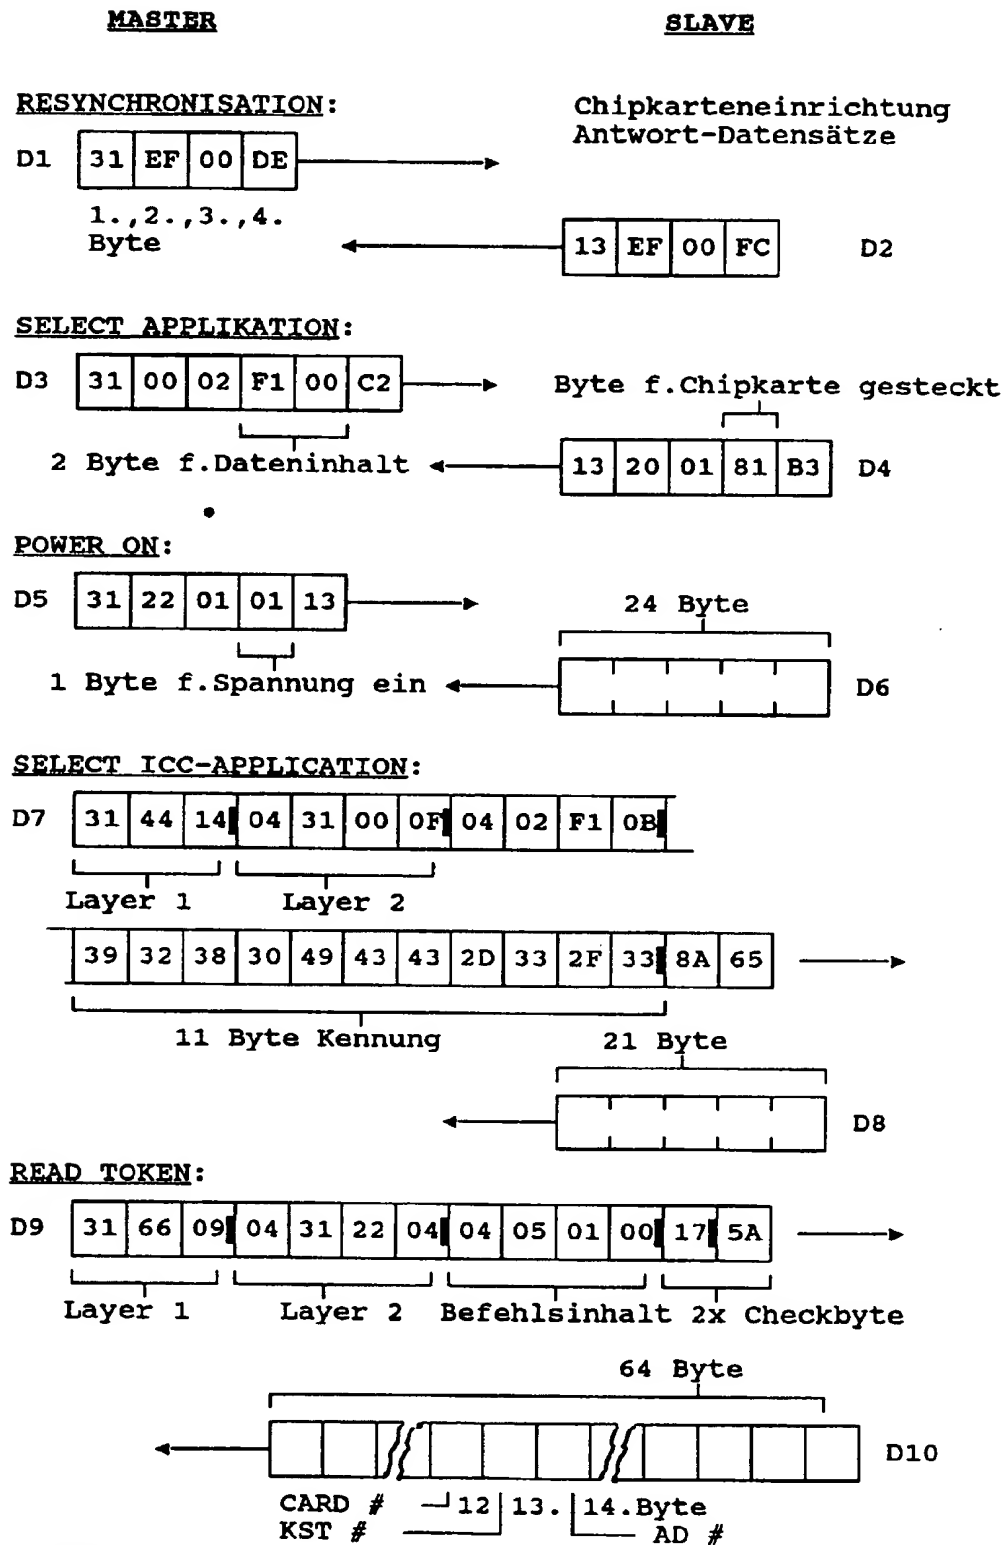 MASTER SLAVE
RESYNCHRONISATION: Chipkarteneinrichtung
Antwort-Datensätze
D1 31 EF 00 DE
1.,2.,3.,4.
Byte
13 EF 00 FC D2
SELECT APPLIKATION:
D3 31 00 02 F1 00 C2 Byte f.Chipkarte gesteckt
2 Byte f.Dateninhalt 13 20 01 81 B3 D4
POWER ON:
D5 31 22 01 01 13 24 Byte
1 Byte f.Spannung ein D6
SELECT ICC-APPLICATION:
D7 31 44 14 04 31 00 0F 04 02 F1 0B
Layer 1 Layer 2
39 32 38 30 49 43 43 2D 33 2F 33 8A 65
11 Byte Kennung 21 Byte
D8
READ TOKEN:
D9 31 66 09 04 31 22 04 04 05 01 00 17 5A
Layer 1 Layer 2 Befehlsinhalt 2x Checkbyte
64 Byte
D10
CARD # 12 13. 14.Byte
KST # AD #